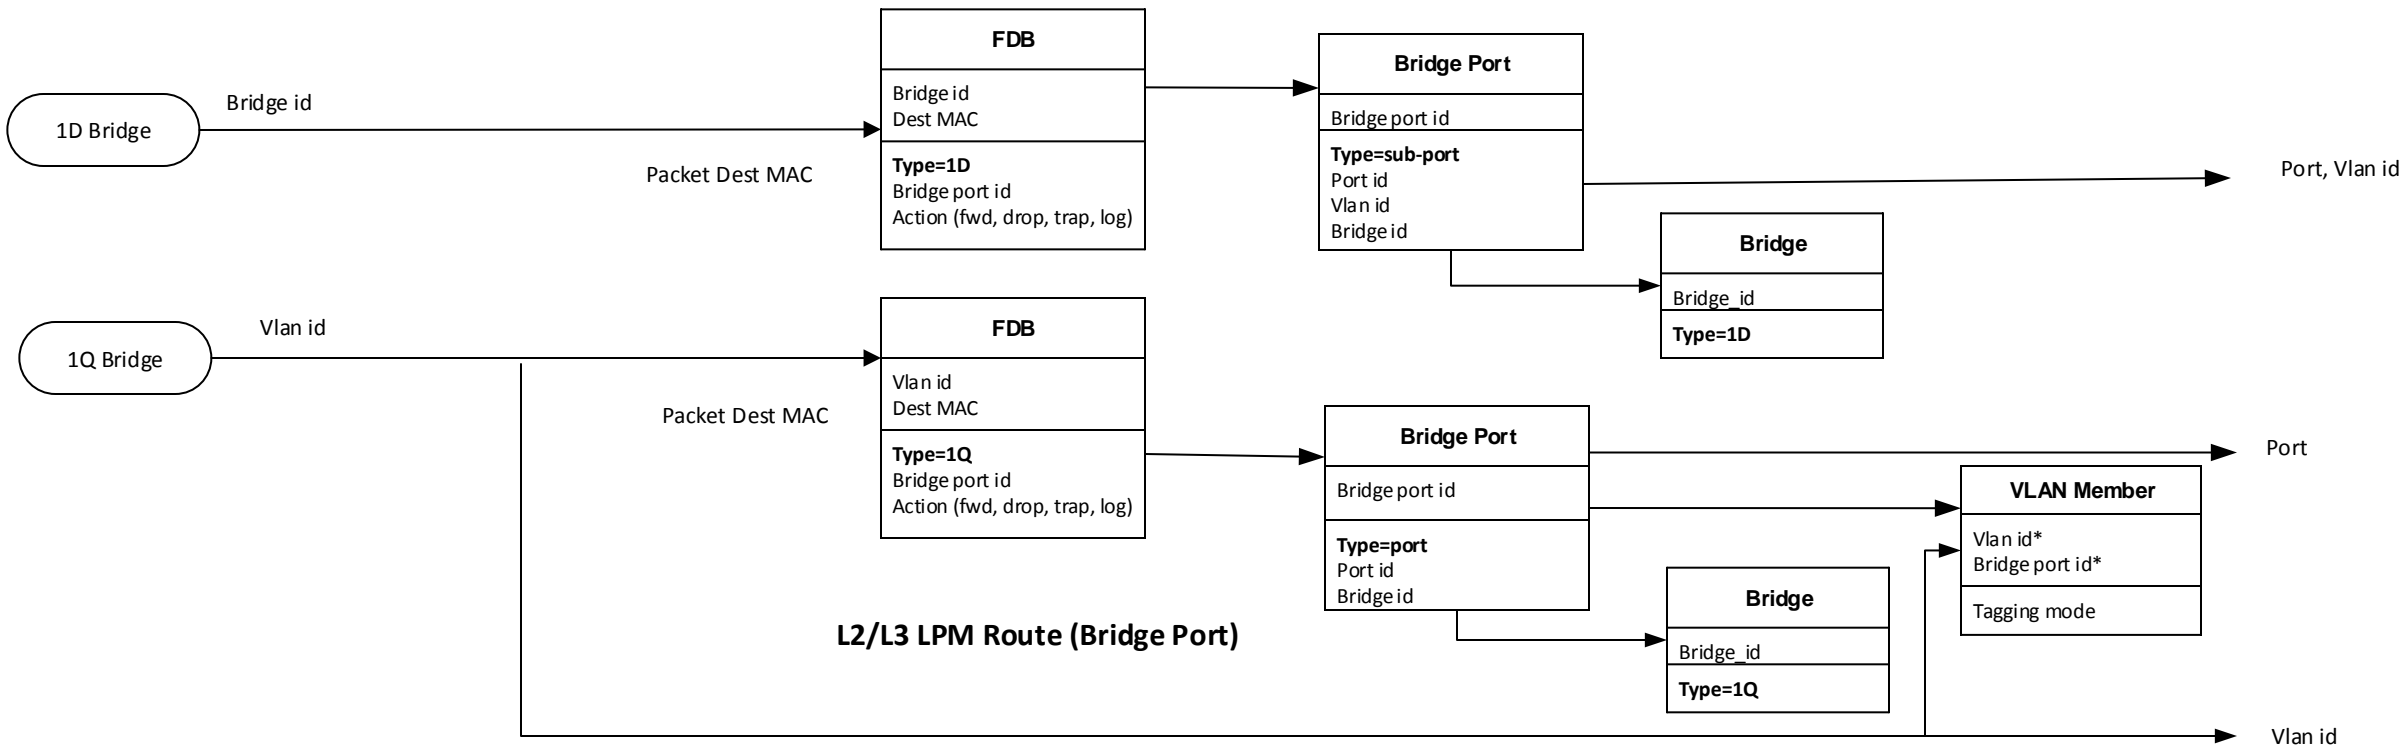 1D Bridge
Bridge id
Packet Dest MAC
FDB
Bridge id
Dest MAC
Type=1D
Bridge port id
Action (fwd, drop, trap, log)
Bridge Port
Bridge port id
Type=sub-port
Port id
Vlan id
Bridge id
Port, Vlan id
Bridge
Bridge_id
Type=1D
1Q Bridge
Vlan id
Packet Dest MAC
FDB
Vlan id
Dest MAC
Type=1Q
Bridge port id
Action (fwd, drop, trap, log)
Bridge Port
Bridge port id
Type=port
Port id
Bridge id
Port
VLAN Member
Vlan id*
Bridge port id*
Tagging mode
Bridge
Bridge_id
Type=1Q
L2/L3 LPM Route (Bridge Port)
Vlan id